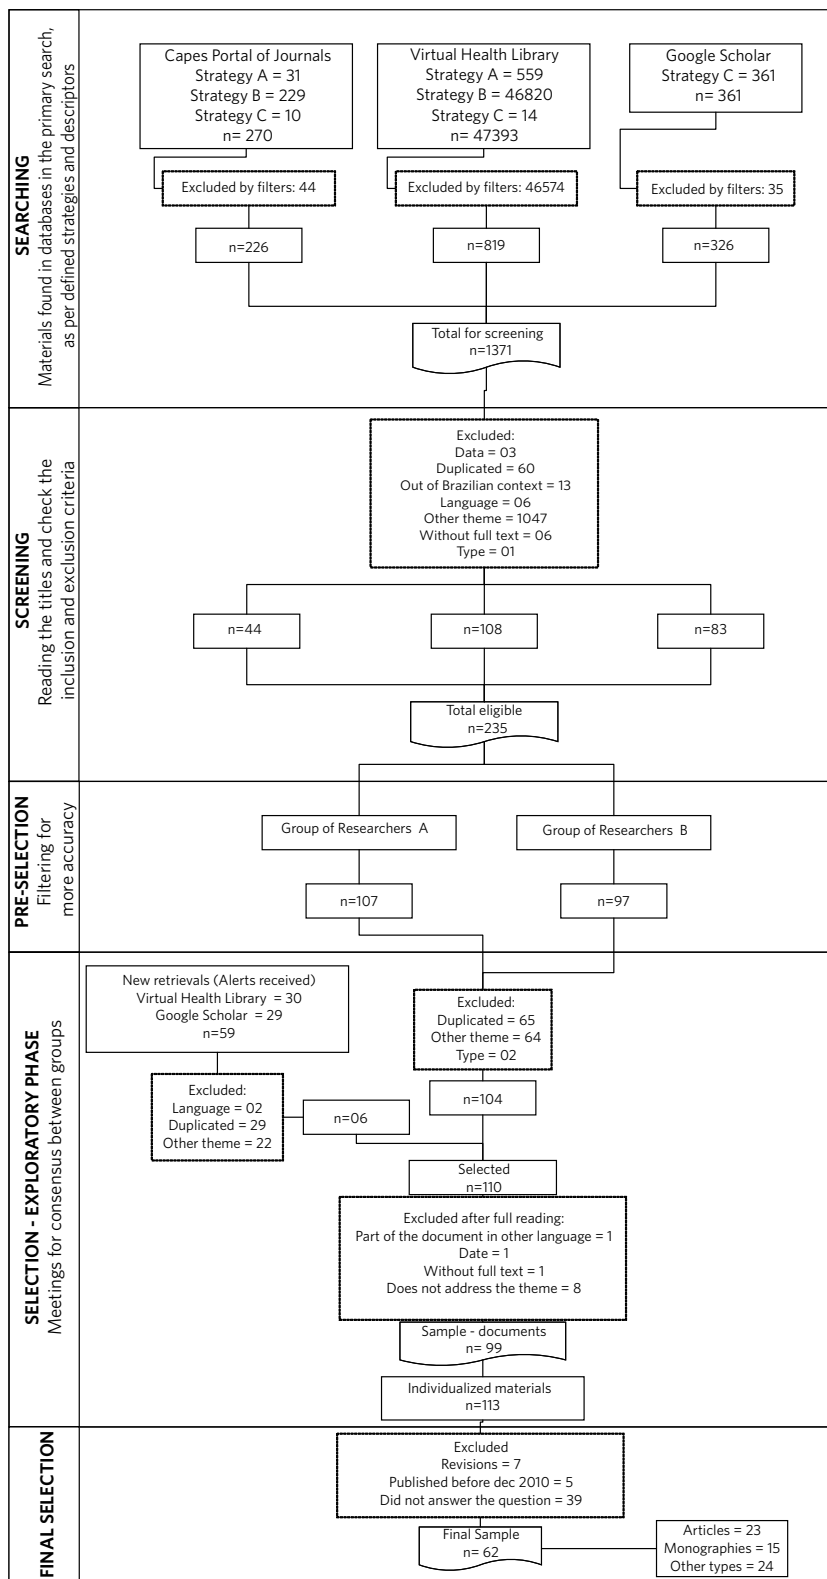 SEARCHING
Materials found in databases in the primary search,
as per defined strategies and descriptors
Capes Portal of Journals
Strategy A = 31
Strategy B = 229
Strategy C = 10
n= 270
Virtual Health Library
Strategy A = 559
Strategy B = 46820
Strategy C = 14
n= 47393
Google Scholar
Strategy C = 361
n= 361
Excluded by filters: 44
Excluded by filters: 46574
Excluded by filters: 35
n=226
n=819
n=326
Total for screening
n=1371
SCREENING
Reading the titles and check the
inclusion and exclusion criteria
Excluded:
Data = 03
Duplicated = 60
Out of Brazilian context = 13
Language = 06
Other theme = 1047
Without full text = 06
Type = 01
n=44
n=108
n=83
Total eligible
n=235
PRE-SELECTION
Filtering for
more accuracy
Group of Researchers A
Group of Researchers B
n=107
n=97
SELECTION - EXPLORATORY PHASE
Meetings for consensus between groups
New retrievals (Alerts received)
Virtual Health Library = 30
Google Scholar = 29
n=59
Excluded:
Duplicated = 65
Other theme = 64
Type = 02
Excluded:
Language = 02
Duplicated = 29
Other theme = 22
n=06
n=104
Selected
n=110
Excluded after full reading:
Part of the document in other language = 1
Date = 1
Without full text = 1
Does not address the theme = 8
Sample - documents
n= 99
Individualized materials
n=113
FINAL SELECTION
Excluded
Revisions = 7
Published before dec 2010 = 5
Did not answer the question = 39
Final Sample
n= 62
Articles = 23
Monographies = 15
Other types = 24